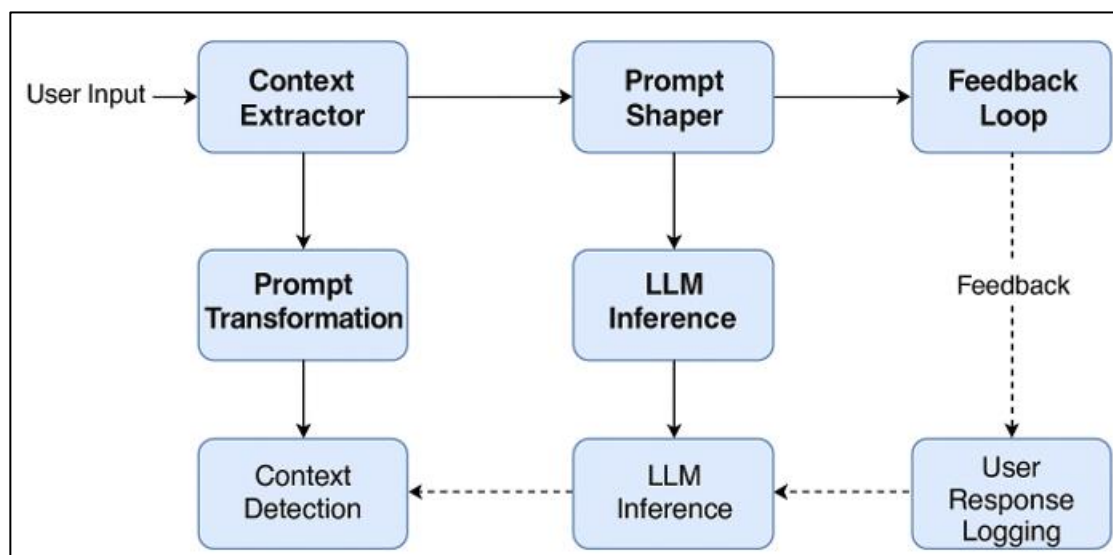 User Input
Context
Extractor
Prompt
Shaper
Feedback
Loop
Prompt
Transformation
LLM
Inference
Feedback
Context
Detection
LLM
Inference
User
Response
Logging